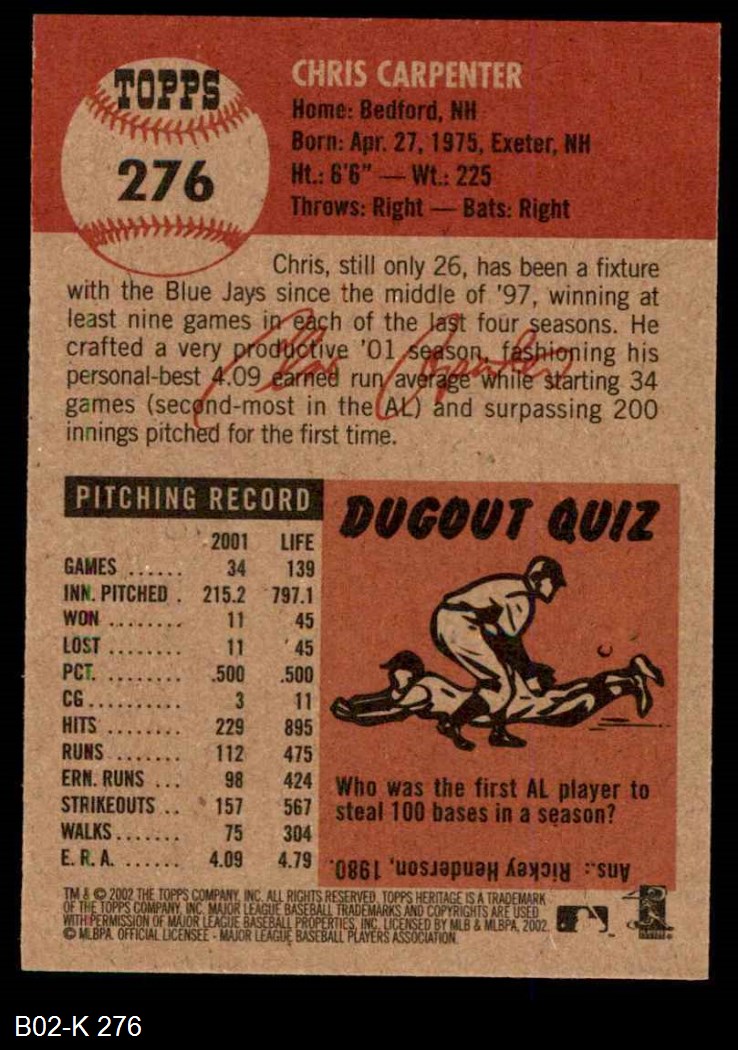 TOPPS
276
CHRIS CARPENTER
Home: Bedford, NH
Born: Apr. 27, 1975, Exeter, NH
Ht.: 6'6" — Wt.: 225
Throws: Right — Bats: Right
Chris, still only 26, has been a fixture
with the Blue Jays since the middle of '97, winning at
least nine games in each of the last four seasons. He
crafted a very productive '01 season, fashioning his
personal-best 4.09 earned run average while starting 34
games (second-most in the AL) and surpassing 200
innings pitched for the first time.
Chris Carpenter
PITCHING RECORD
2001 LIFE
GAMES ...... 34 139
INN. PITCHED . 215.2 797.1
WON ........ 11 45
LOST ........ 11 45
PCT. ........ .500 .500
CG ......... 3 11
HITS ........ 229 895
RUNS ....... 112 475
ERN. RUNS ... 98 424
STRIKEOUTS .. 157 567
WALKS ....... 75 304
E. R. A. ...... 4.09 4.79
DUGOUT QUIZ
Who was the first AL player to
steal 100 bases in a season?
Ans.: Rickey Henderson, 1980.
TM & © 2002 THE TOPPS COMPANY, INC. ALL RIGHTS RESERVED. TOPPS HERITAGE IS A TRADEMARK
OF THE TOPPS COMPANY, INC. MAJOR LEAGUE BASEBALL TRADEMARKS AND COPYRIGHTS ARE USED
WITH PERMISSION OF MAJOR LEAGUE BASEBALL PROPERTIES, INC. LICENSED BY MLB & MLBPA, 2002.
© MLBPA. OFFICIAL LICENSEE - MAJOR LEAGUE BASEBALL PLAYERS ASSOCIATION.
B02-K 276